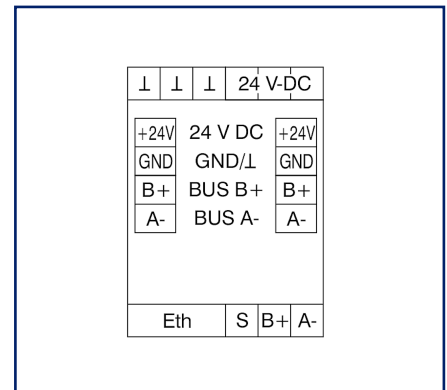 ⊥ ⊥ ⊥ 24 V-DC
+24V 24 V DC +24V
GND GND/⊥ GND
B+ BUS B+ B+
A- BUS A- A-
Eth S B+ A-